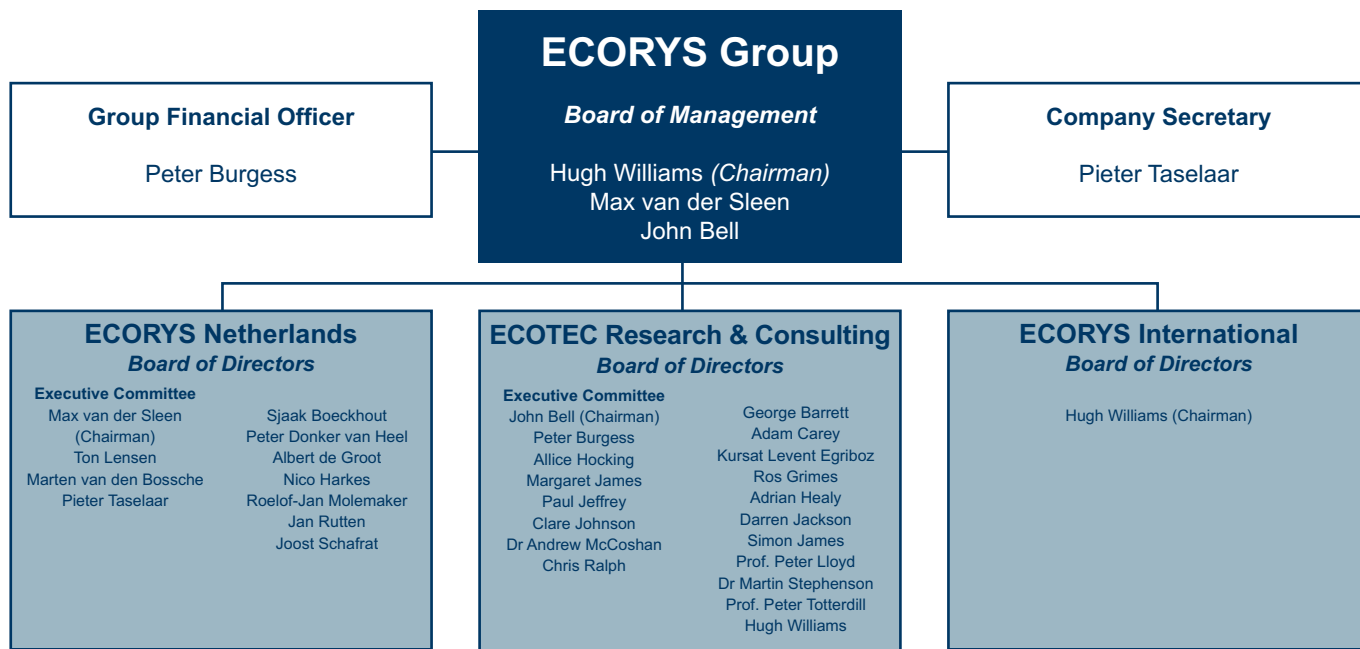 ECORYS Group
Board of Management
Hugh Williams (Chairman)
Max van der Sleen
John Bell
Group Financial Officer
Peter Burgess
Company Secretary
Pieter Taselaar
ECORYS Netherlands
Board of Directors
Executive Committee
Max van der Sleen
(Chairman)
Ton Lensen
Marten van den Bossche
Pieter Taselaar
Sjaak Boeckhout
Peter Donker van Heel
Albert de Groot
Nico Harkes
Roelof-Jan Molemaker
Jan Rutten
Joost Schafrat
ECOTEC Research & Consulting
Board of Directors
Executive Committee
John Bell (Chairman)
Peter Burgess
Allice Hocking
Margaret James
Paul Jeffrey
Clare Johnson
Dr Andrew McCoshan
Chris Ralph
George Barrett
Adam Carey
Kursat Levent Egriboz
Ros Grimes
Adrian Healy
Darren Jackson
Simon James
Prof. Peter Lloyd
Dr Martin Stephenson
Prof. Peter Totterdill
Hugh Williams
ECORYS International
Board of Directors
Hugh Williams (Chairman)